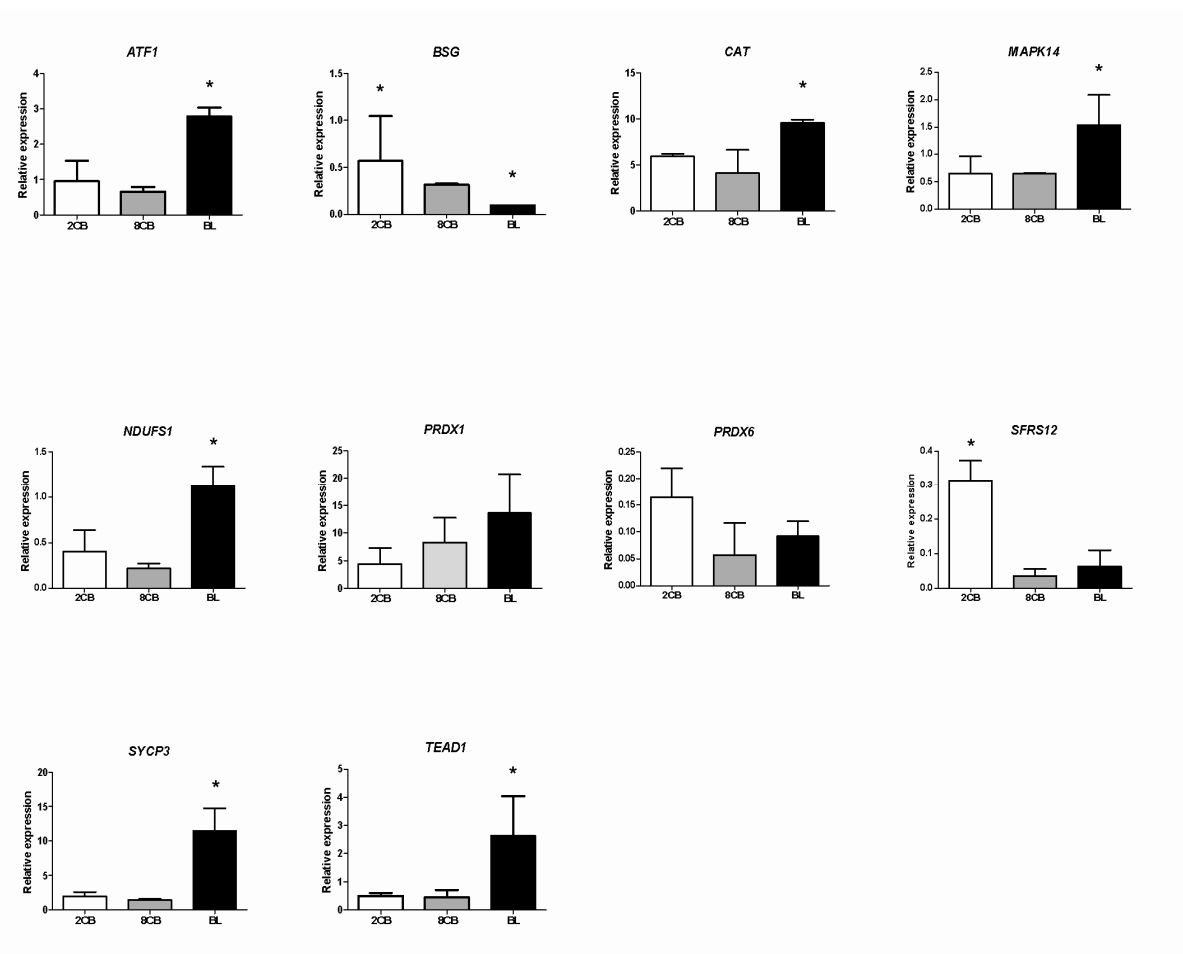 ATF1
Relative expression
4
3
2
1
0
*
2CB 8CB BL
BSG
Relative expression
1.5
1.0
0.5
0.0
*
*
2CB 8CB BL
CAT
Relative expression
15
10
5
0
*
2CB 8CB BL
MAPK14
Relative expression
2.5
2.0
1.5
1.0
0.5
0.0
*
2CB 8CB BL
NDUFS1
Relative expression
1.5
1.0
0.5
0.0
*
2CB 8CB BL
PRDX1
Relative expression
25
20
15
10
5
0
2CB 8CB BL
PRDX6
Relative expression
0.25
0.20
0.15
0.10
0.05
0.00
2CB 8CB BL
SFRS12
Relative expression
0.4
0.3
0.2
0.1
0.0
*
2CB 8CB BL
SYCP3
Relative expression
20
15
10
5
0
*
2CB 8CB BL
TEAD1
Relative expression
5
4
3
2
1
0
*
2CB 8CB BL